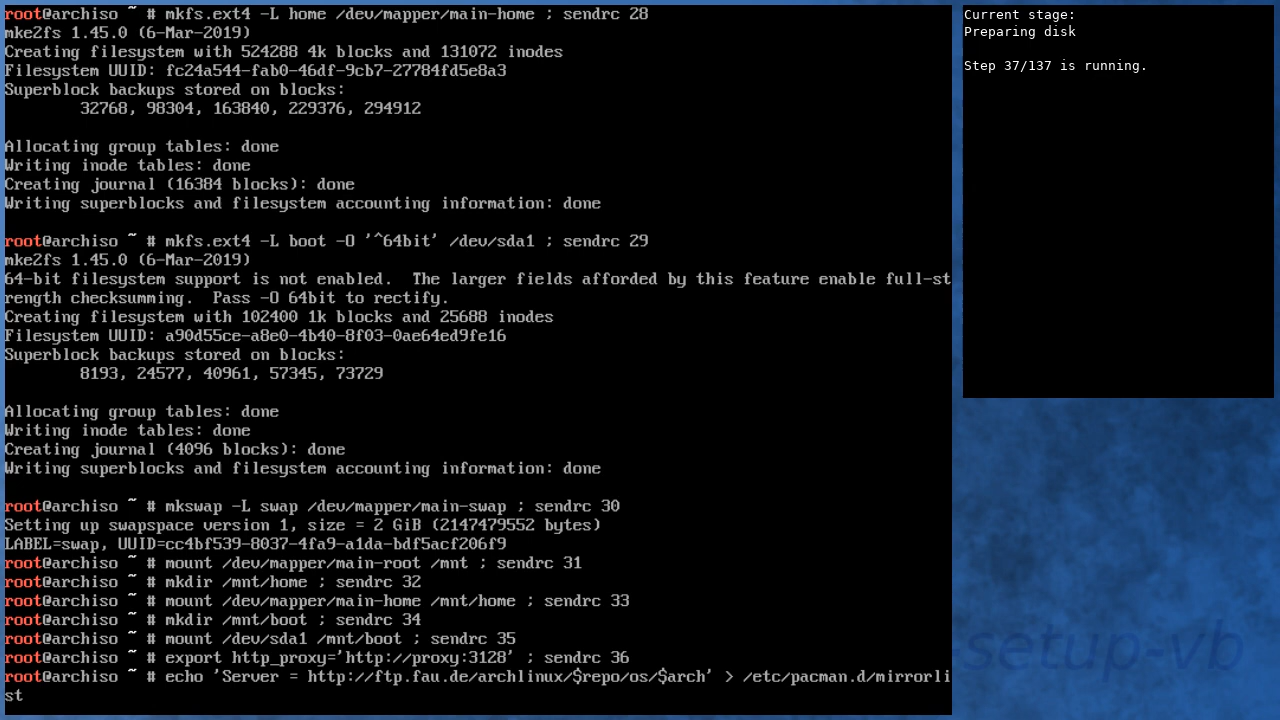 root@archiso ~ # mkfs.ext4 -L home /dev/mapper/main-home ; sendrc 28
mke2fs 1.45.0 (6-Mar-2019)
Creating filesystem with 524288 4k blocks and 131072 inodes
Filesystem UUID: fc24a544-fab0-46df-9cb7-27784fd5e8a3
Superblock backups stored on blocks:
        32768, 98304, 163840, 229376, 294912

Allocating group tables: done
Writing inode tables: done
Creating journal (16384 blocks): done
Writing superblocks and filesystem accounting information: done

root@archiso ~ # mkfs.ext4 -L boot -O '^64bit' /dev/sda1 ; sendrc 29
mke2fs 1.45.0 (6-Mar-2019)
64-bit filesystem support is not enabled.  The larger fields afforded by this feature enable full-st
rength checksumming.  Pass -O 64bit to rectify.
Creating filesystem with 102400 1k blocks and 25688 inodes
Filesystem UUID: a90d55ce-a8e0-4b40-8f03-0ae64ed9fe16
Superblock backups stored on blocks:
        8193, 24577, 40961, 57345, 73729

Allocating group tables: done
Writing inode tables: done
Creating journal (4096 blocks): done
Writing superblocks and filesystem accounting information: done

root@archiso ~ # mkswap -L swap /dev/mapper/main-swap ; sendrc 30
Setting up swapspace version 1, size = 2 GiB (2147479552 bytes)
LABEL=swap, UUID=cc4bf539-8037-4fa9-a1da-bdf5acf206f9
root@archiso ~ # mount /dev/mapper/main-root /mnt ; sendrc 31
root@archiso ~ # mkdir /mnt/home ; sendrc 32
root@archiso ~ # mount /dev/mapper/main-home /mnt/home ; sendrc 33
root@archiso ~ # mkdir /mnt/boot ; sendrc 34
root@archiso ~ # mount /dev/sda1 /mnt/boot ; sendrc 35
root@archiso ~ # export http_proxy='http://proxy:3128' ; sendrc 36
root@archiso ~ # echo 'Server = http://ftp.fau.de/archlinux/$repo/os/$arch' > /etc/pacman.d/mirrorli
st
Current stage:
Preparing disk

Step 37/137 is running.
-setup-vb